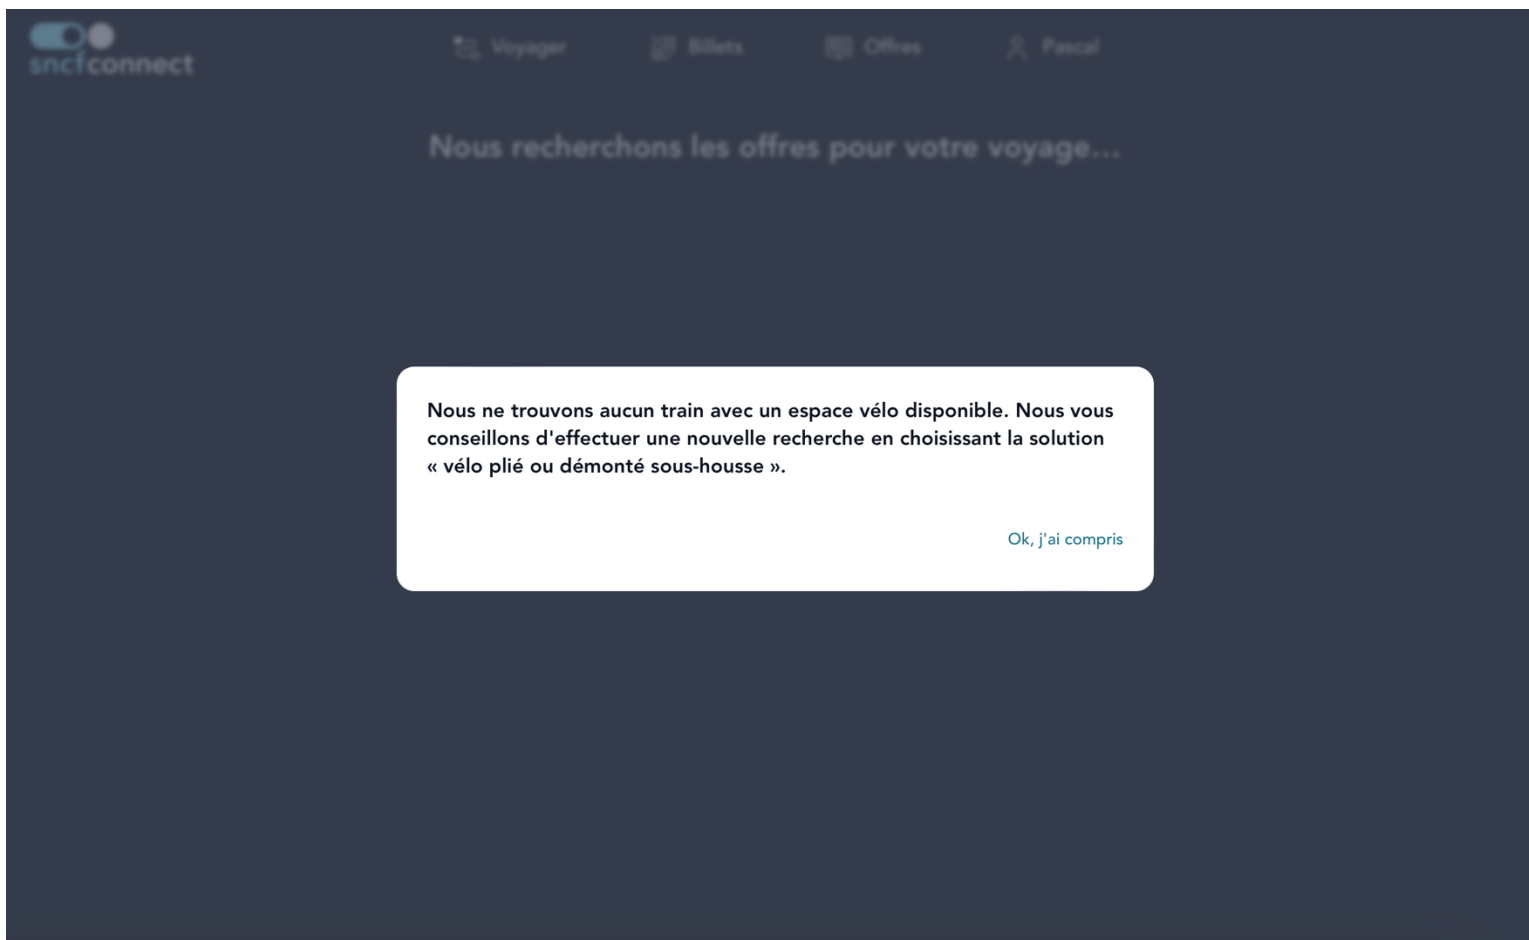 sncfconnect
Voyager
Billets
Offres
Pascal
Nous recherchons les offres pour votre voyage...
Nous ne trouvons aucun train avec un espace vélo disponible. Nous vous
conseillons d'effectuer une nouvelle recherche en choisissant la solution
« vélo plié ou démonté sous-housse ».
Ok, j'ai compris